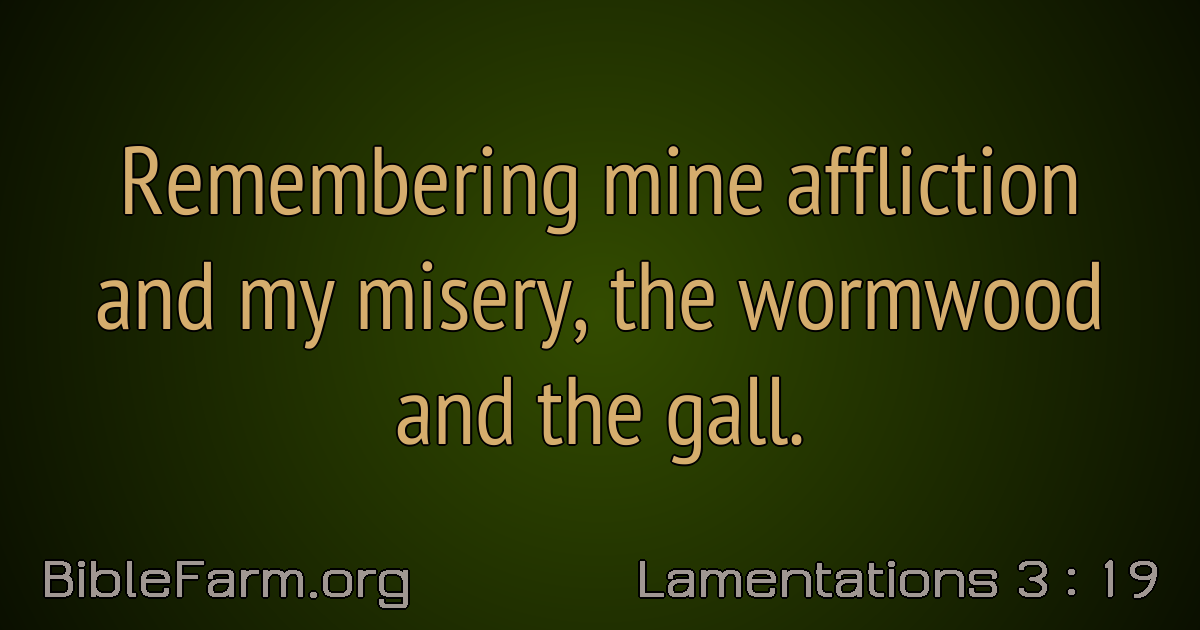 Remembering mine affliction
and my misery, the wormwood
and the gall.
BibleFarm.org
Lamentations 3 : 19